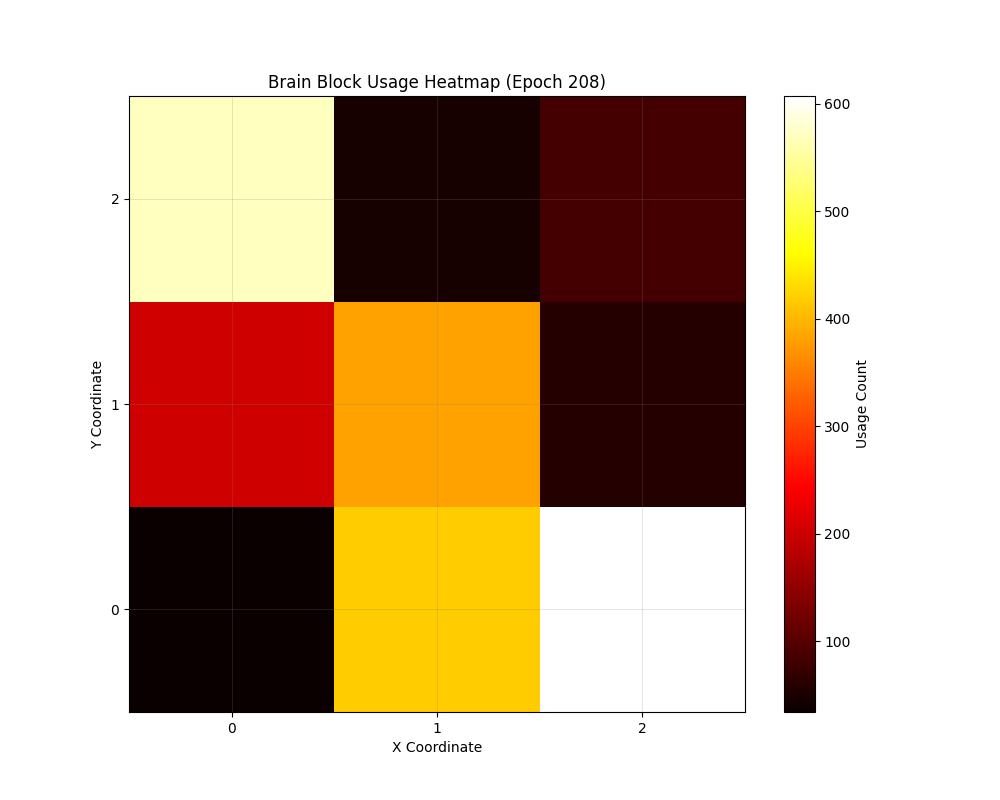 Brain Block Usage Heatmap (Epoch 208)
600
500
400
300
200
100
Usage Count
2
1
0
Y Coordinate
0 1 2
X Coordinate